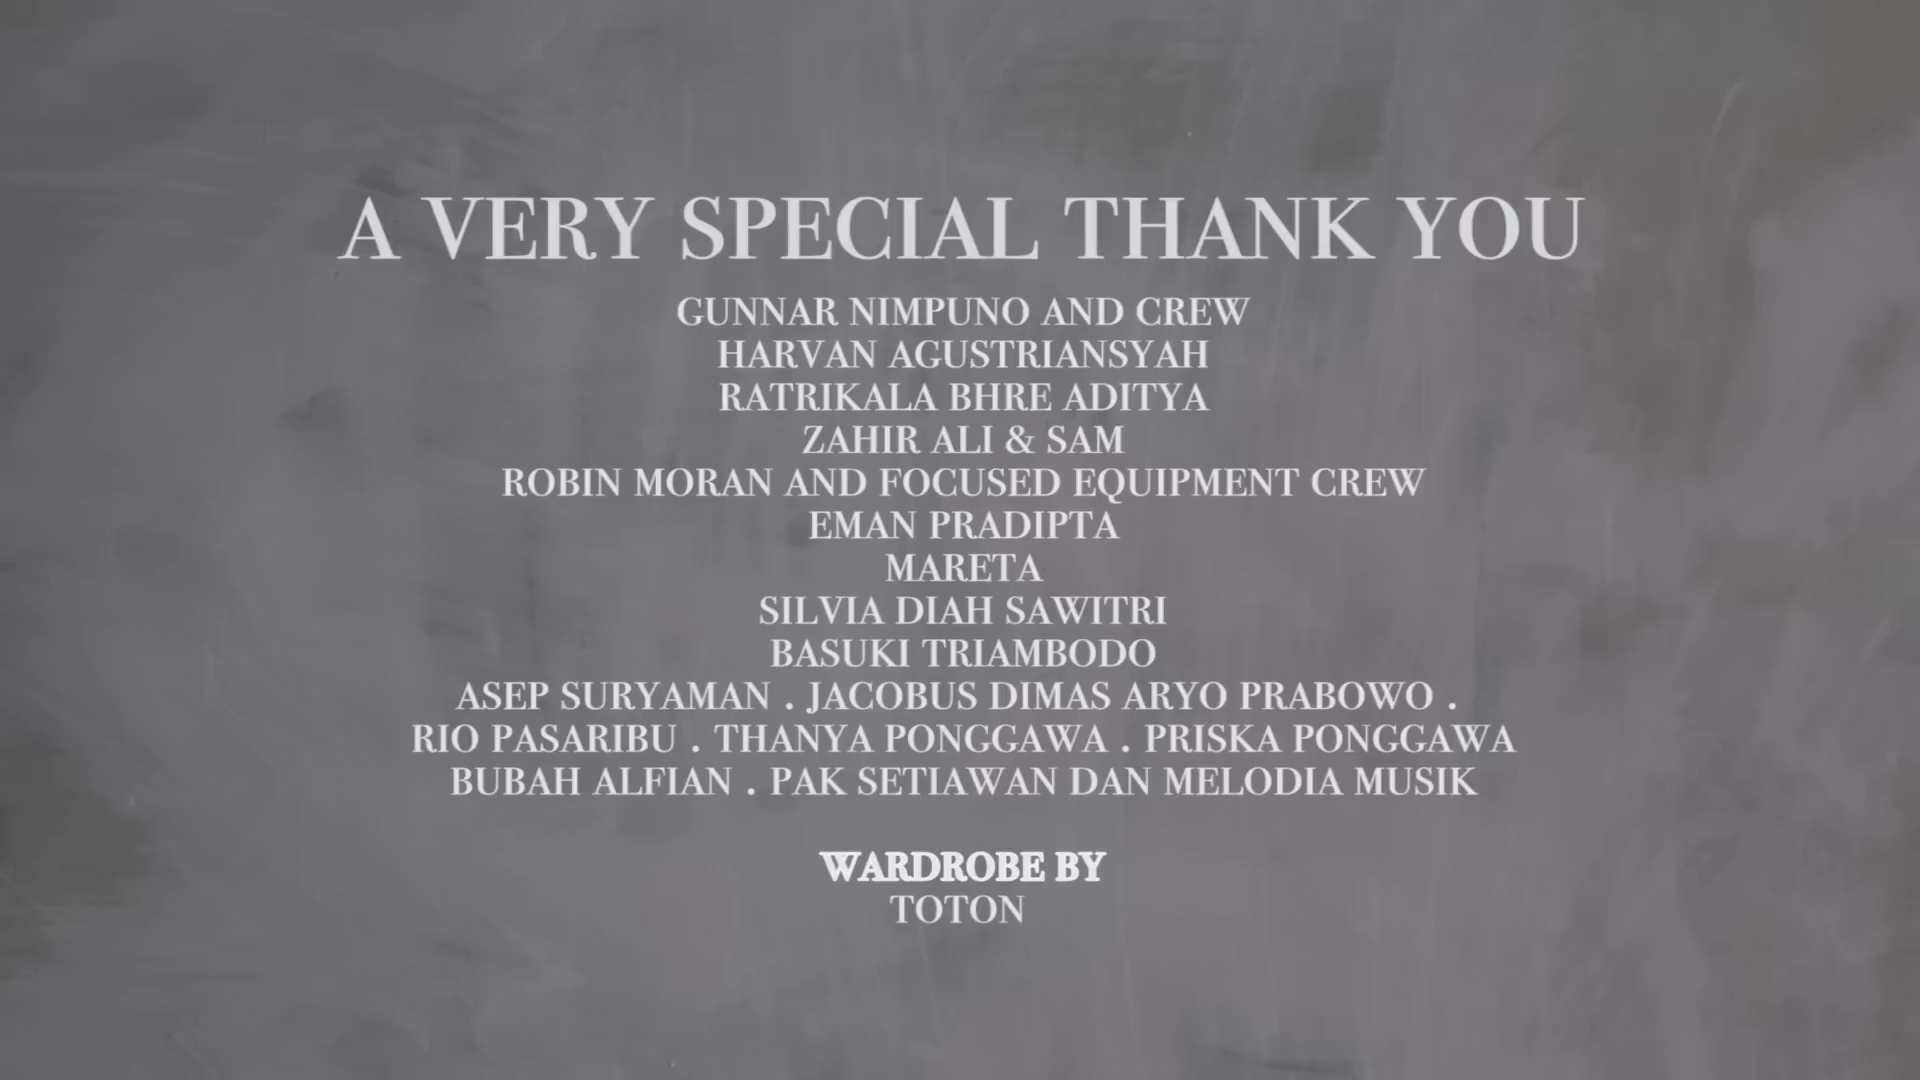 A VERY SPECIAL THANK YOU
GUNNAR NIMPUNO AND CREW
HARVAN AGUSTRIANSYAH
RATRIKALA BHRE ADITYA
ZAHIR ALI & SAM
ROBIN MORAN AND FOCUSED EQUIPMENT CREW
EMAN PRADIPTA
MARETA
SILVIA DIAH SAWITRI
BASUKI TRIAMBODO
ASEP SURYAMAN . JACOBUS DIMAS ARYO PRABOWO .
RIO PASARIBU . THANYA PONGGAWA . PRISKA PONGGAWA
BUBAH ALFIAN . PAK SETIAWAN DAN MELODIA MUSIK
WARDROBE BY
TOTON